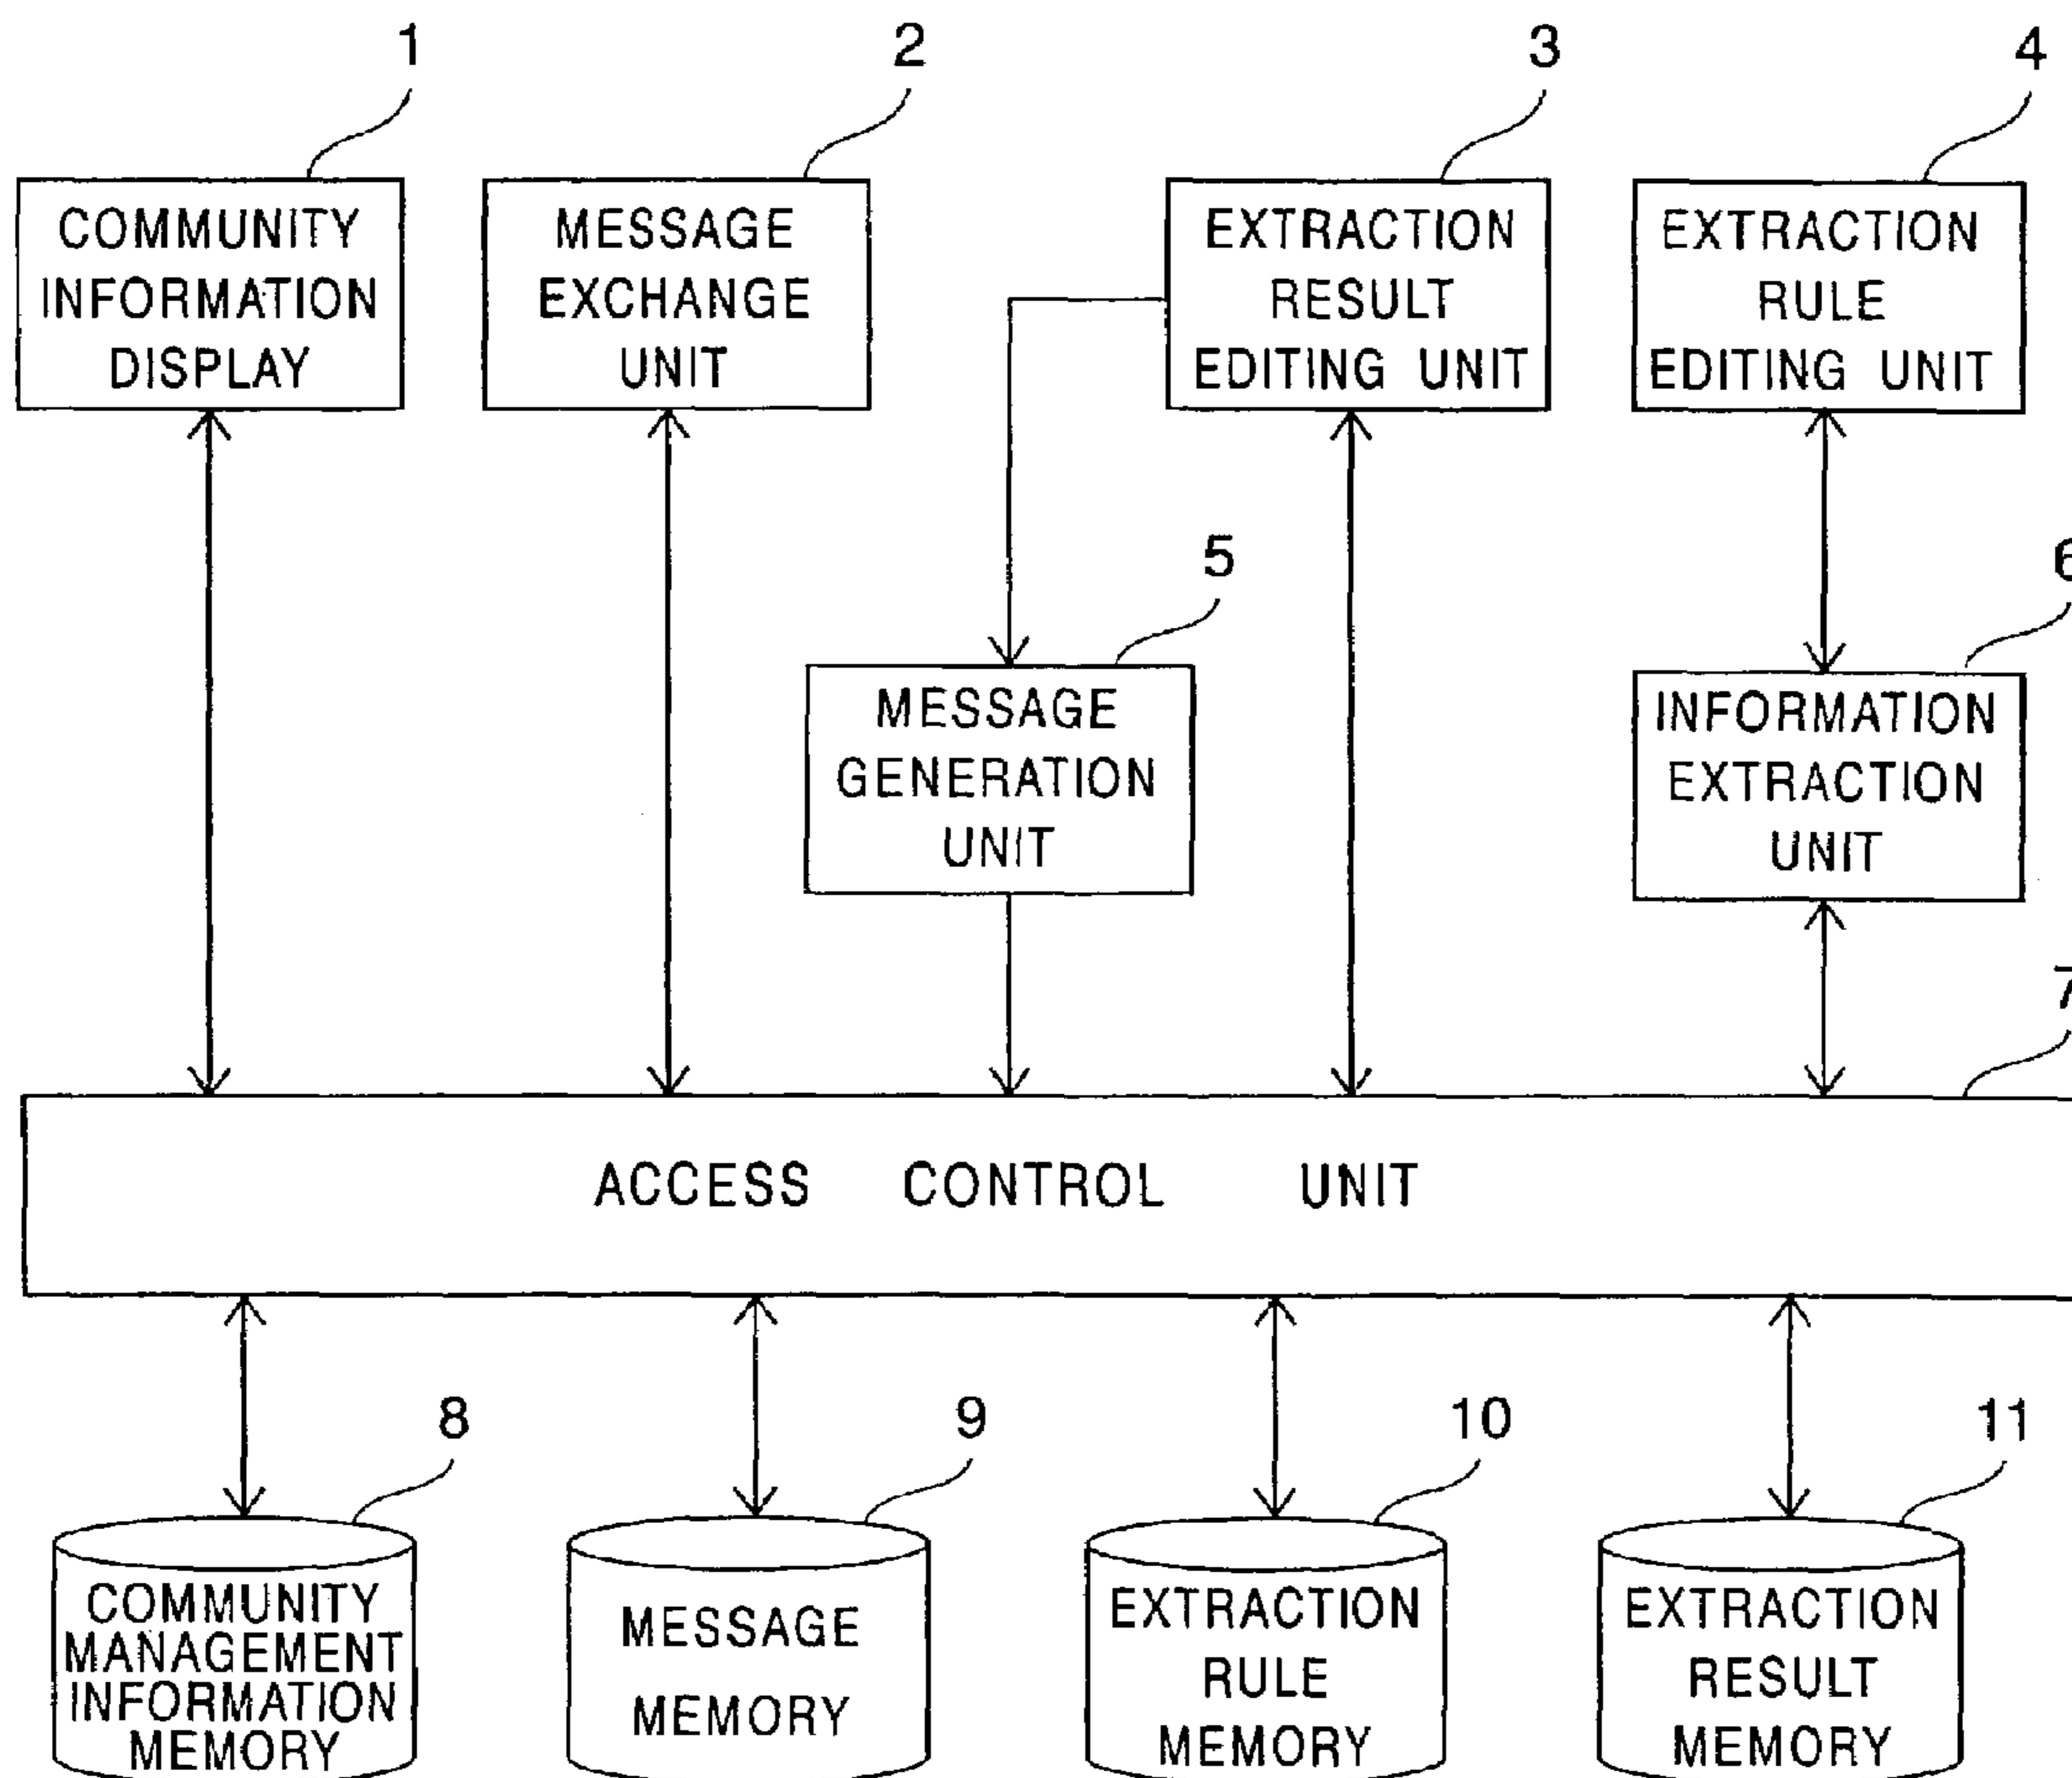 1
2
3
4
COMMUNITY
INFORMATION
DISPLAY
MESSAGE
EXCHANGE
UNIT
EXTRACTION
RESULT
EDITING UNIT
EXTRACTION
RULE
EDITING UNIT
5
6
MESSAGE
GENERATION
UNIT
INFORMATION
EXTRACTION
UNIT
7
ACCESS CONTROL UNIT
8
9
10
11
COMMUNITY
MANAGEMENT
INFORMATION
MEMORY
MESSAGE
MEMORY
EXTRACTION
RULE
MEMORY
EXTRACTION
RESULT
MEMORY